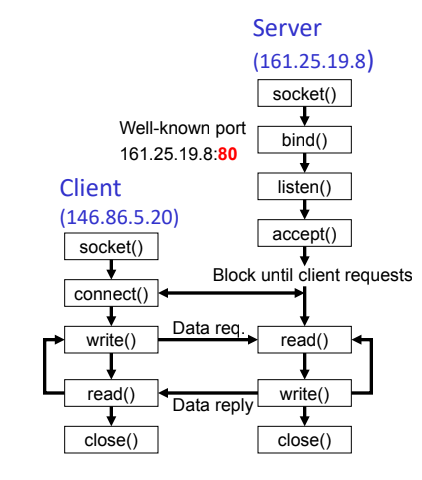 Server
(161.25.19.8)
socket()
Well-known port
161.25.19.8:80
bind()
listen()
Client
(146.86.5.20)
accept()
socket()
Block until client requests
connect()
write()
Data req.
read()
read()
Data reply
write()
close()
close()